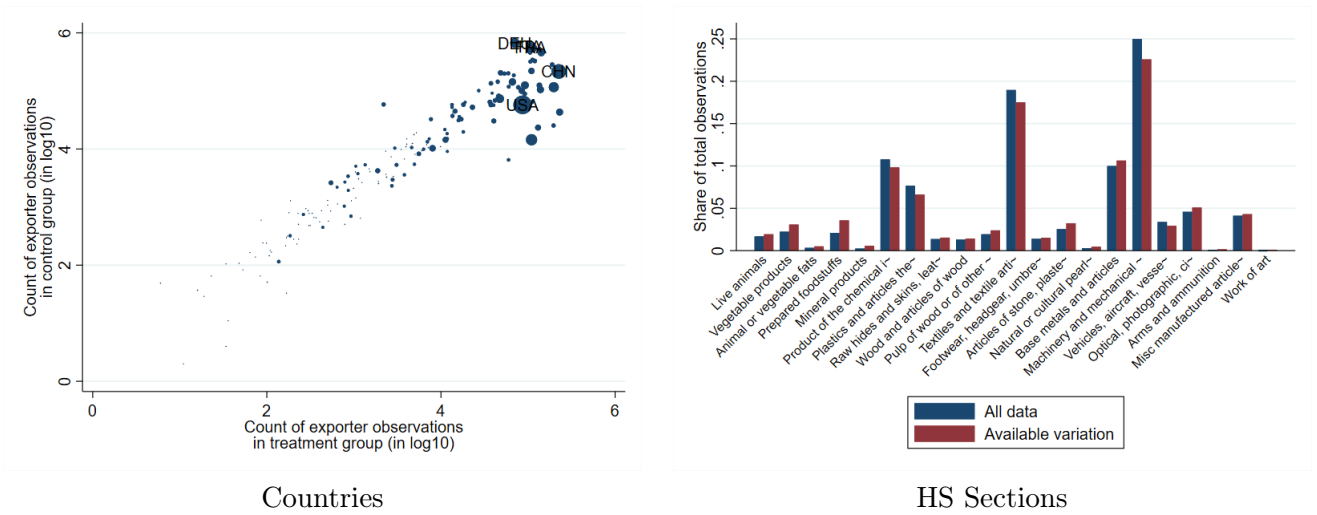 6
4
2
0
Count of exporter observations
in control group (in log10)
CHN
USA
0
2
4
6
Count of exporter observations
in treatment group (in log10)
Countries
.25
.2
.15
.1
.05
0
Share of total observations
Live animals
Vegetable products
Animal or vegetable fats
Prepared foodstuffs
Mineral products
Product of the chemical i~
Plastics and articles the~
Raw hides and skins, leat~
Wood and articles of wood
Pulp of wood or of other ~
Textiles and textile arti~
Footwear, headgear, umbre~
Articles of stone, plaste~
Natural or cultural pearl~
Base metals and articles
Machinery and mechanical ~
Vehicles, aircraft, vesse~
Optical, photographic, ci~
Arms and ammunition
Misc manufactured article~
Work of art
All data
Available variation
HS Sections